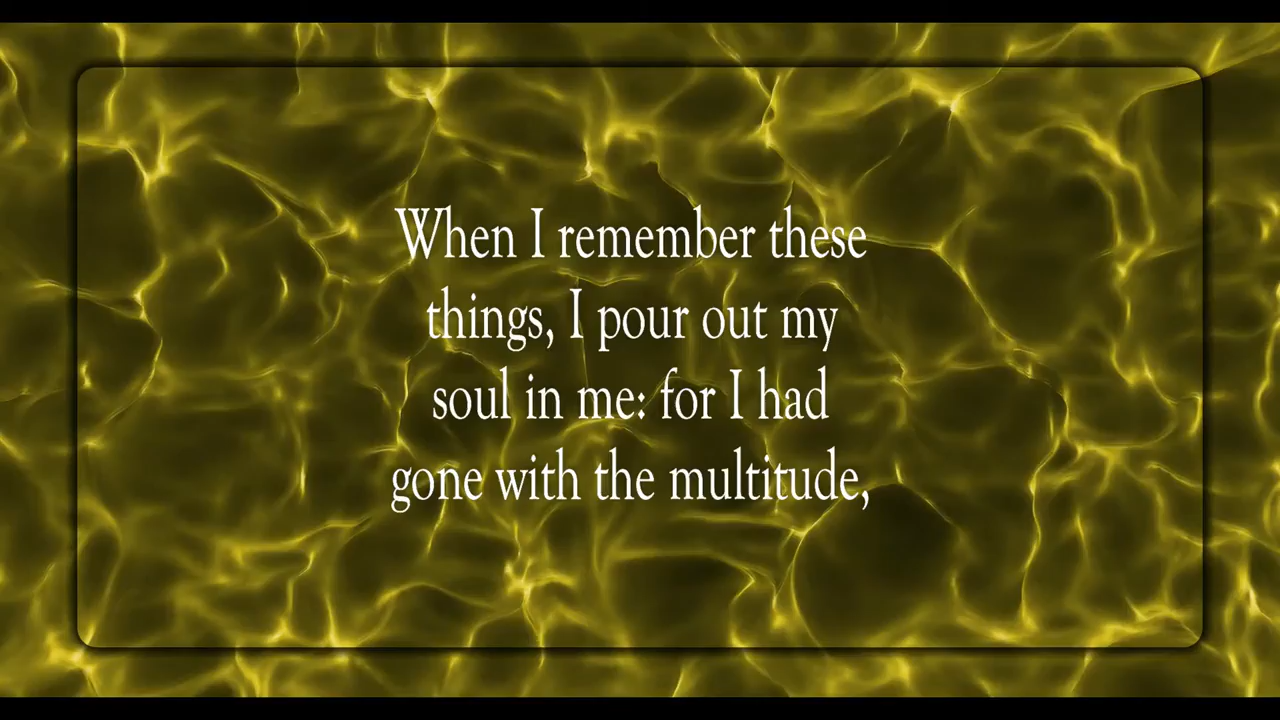 When I remember these
things, I pour out my
soul in me: for I had
gone with the multitude,